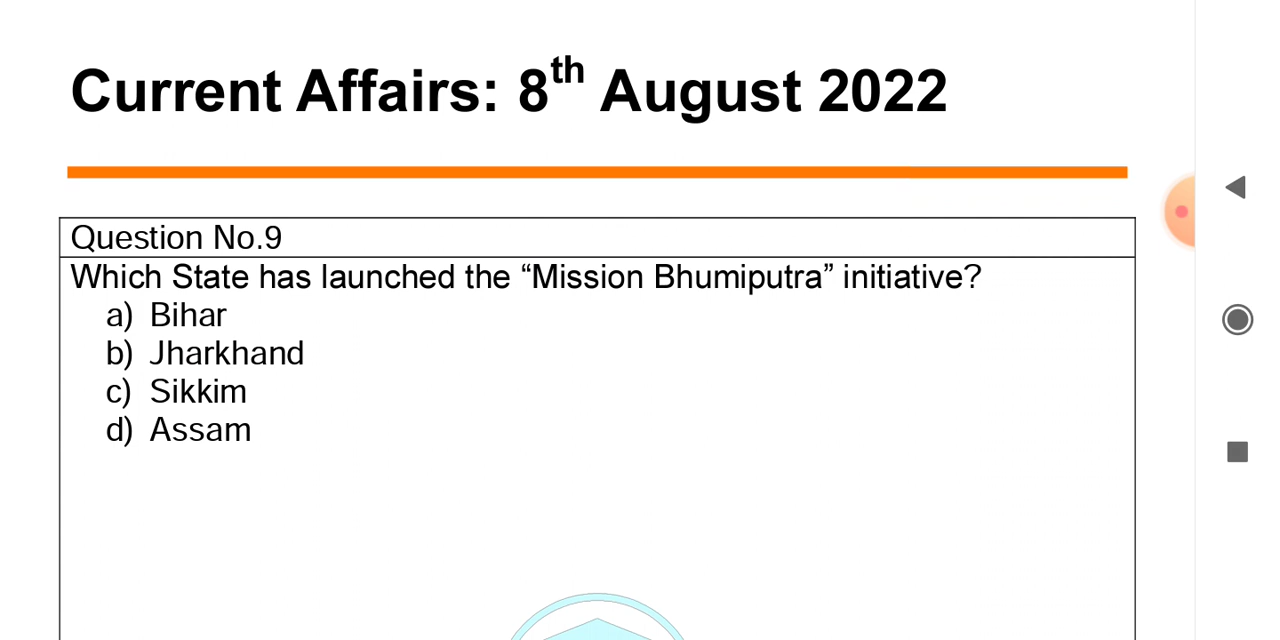 Current Affairs: 8th August 2022
Question No.9
Which State has launched the “Mission Bhumiputra” initiative?
a) Bihar
b) Jharkhand
c) Sikkim
d) Assam